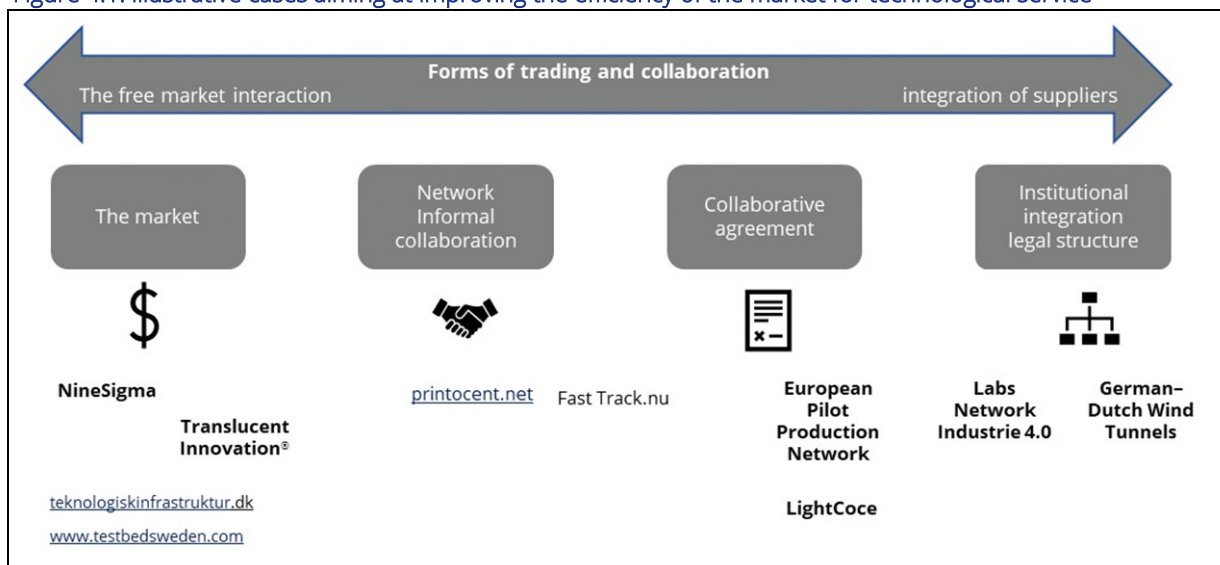 Figure 4.1: Illustrative cases aiming at improving the efficiency of the market for technological service
Forms of trading and collaboration
The free market interaction
integration of suppliers
The market
Network
Informal
collaboration
Collaborative
agreement
Institutional
integration
legal structure
NineSigma
Translucent
Innovation®
teknologiskinfrastruktur.dk
www.testbedsweden.com
printocent.net
Fast Track.nu
European
Pilot
Production
Network
LightCoce
Labs
Network
Industrie 4.0
German–
Dutch Wind
Tunnels